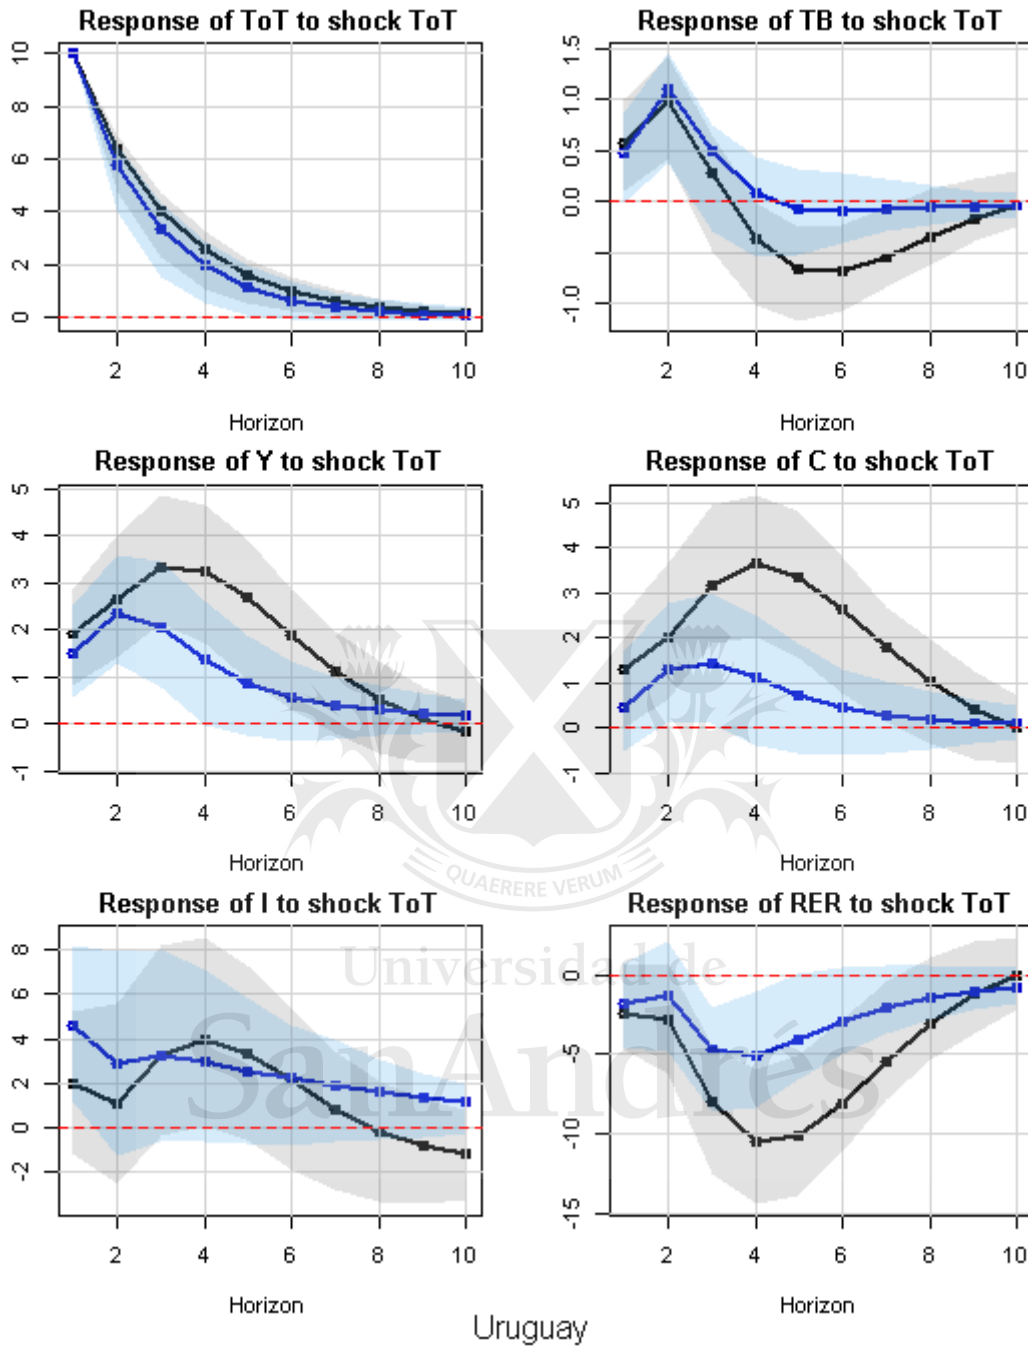 Response of ToT to shock ToT
Response of TB to shock ToT
10
8
6
4
2
0
1.5
1.0
0.5
0.0
-1.0
2 4 6 8 10
2 4 6 8 10
Horizon
Horizon
Response of Y to shock ToT
Response of C to shock ToT
5
4
3
2
1
0
-1
5
4
3
2
1
0
-1
2 4 6 8 10
2 4 6 8 10
Horizon
Horizon
QUAERERE VERUM
Response of I to shock ToT
Response of RER to shock ToT
8
6
4
2
0
-2
0
-5
-10
-15
Universidad de
SanAndrés
2 4 6 8 10
2 4 6 8 10
Horizon
Horizon
Uruguay